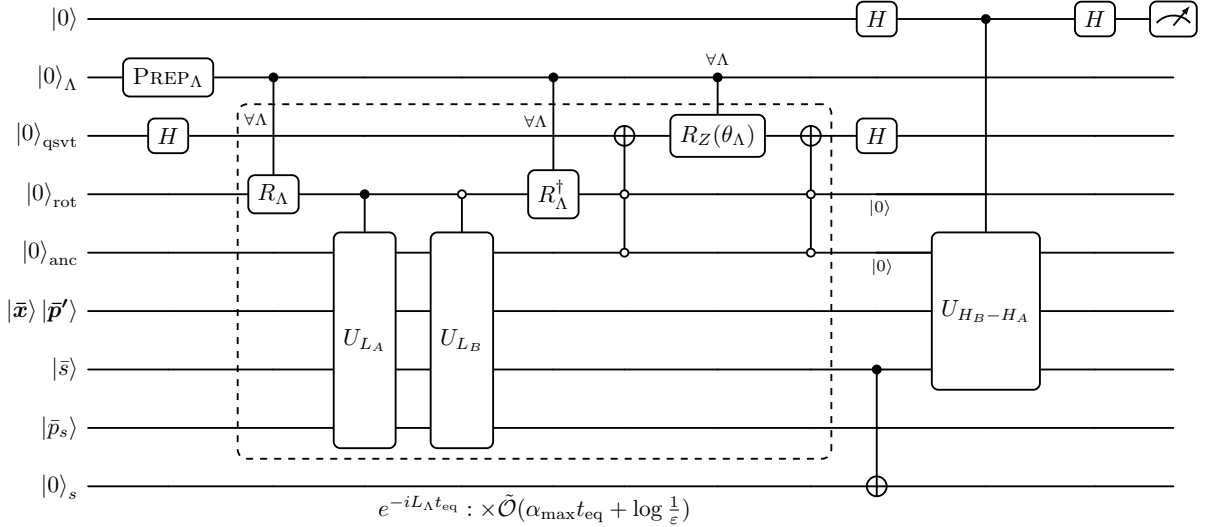 |0⟩ H H
|0⟩_Λ PREP_Λ ∀Λ
∀Λ ∀Λ
|0⟩_qsvt H R_Z(θ_Λ) H
|0⟩_rot R_Λ R_Λ^† |0⟩
|0⟩_anc |0⟩
|x̄⟩ |p̄′⟩ U_{H_B−H_A}
U_{L_A} U_{L_B}
|s̄⟩
|p̄_s⟩
|0⟩_s
e^{−iL_Λ t_eq} : ×Õ(α_max t_eq + log 1/ε)